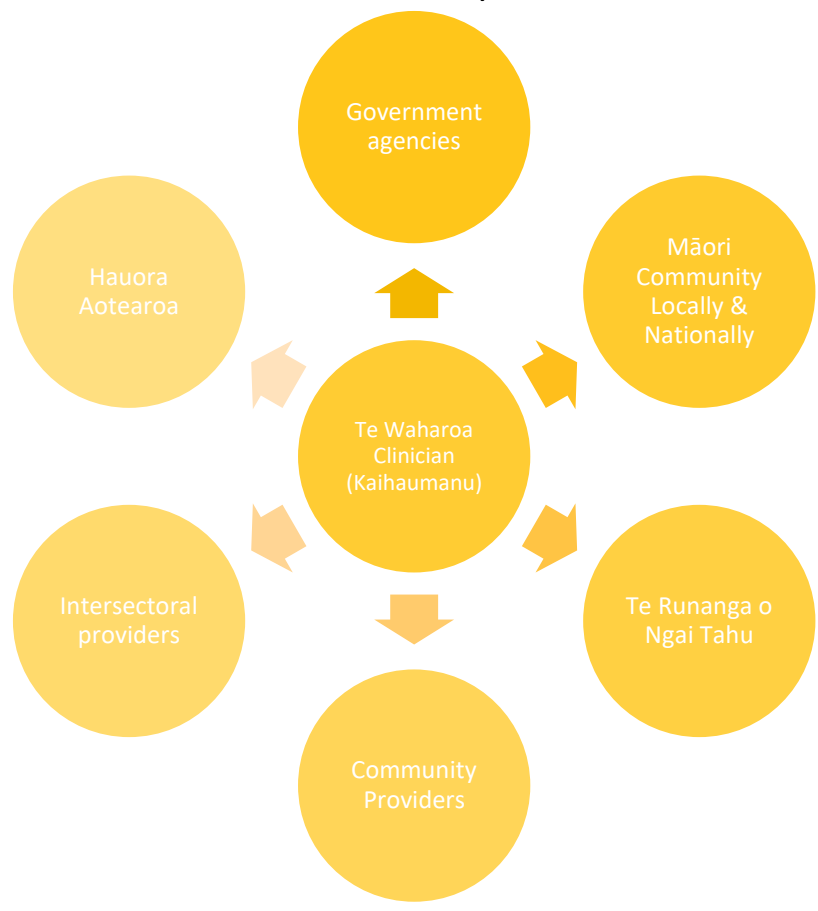 Government
agencies
Māori
Community
Locally &
Nationally
Te Runanga o
Ngai Tahu
Community
Providers
Intersectoral
providers
Hauora
Aotearoa
Te Waharoa
Clinician
(Kaihaumanu)